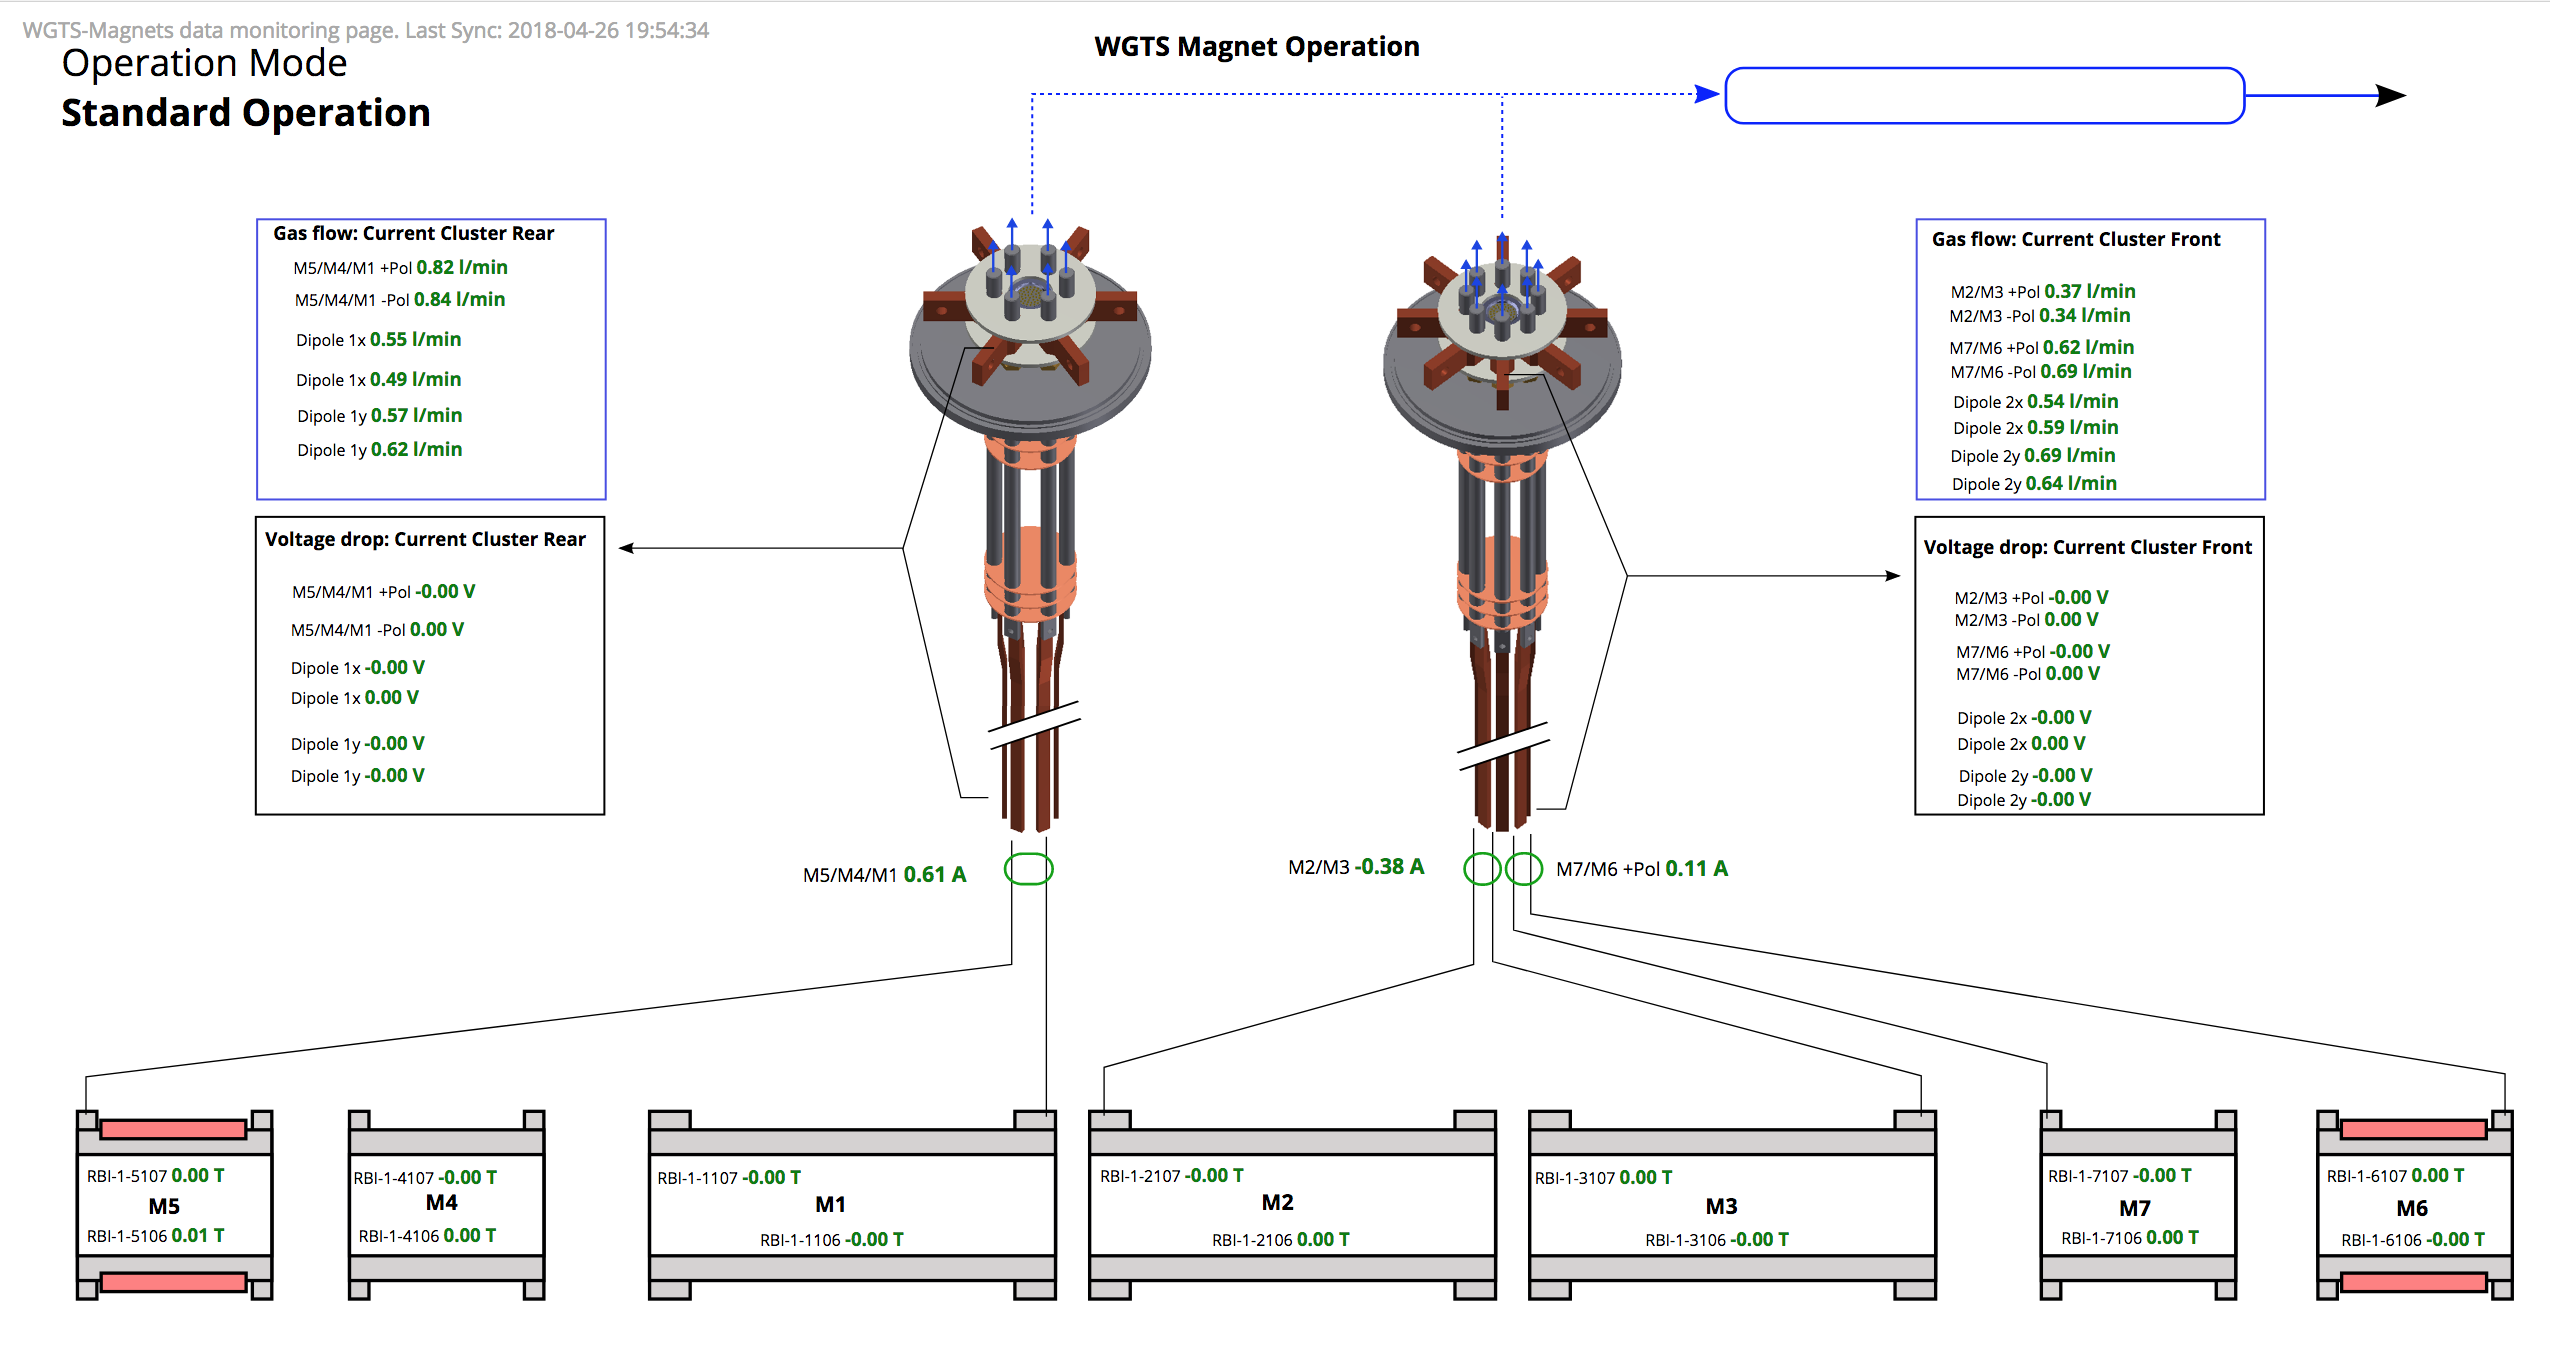 WGTS-Magnets data monitoring page. Last Sync: 2018-04-26 19:54:34
Operation Mode
Standard Operation
WGTS Magnet Operation
Gas flow: Current Cluster Rear
M5/M4/M1 +Pol 0.82 l/min
M5/M4/M1 -Pol 0.84 l/min
Dipole 1x 0.55 l/min
Dipole 1x 0.49 l/min
Dipole 1y 0.57 l/min
Dipole 1y 0.62 l/min
Voltage drop: Current Cluster Rear
M5/M4/M1 +Pol -0.00 V
M5/M4/M1 -Pol 0.00 V
Dipole 1x -0.00 V
Dipole 1x 0.00 V
Dipole 1y -0.00 V
Dipole 1y -0.00 V
Gas flow: Current Cluster Front
M2/M3 +Pol 0.37 l/min
M2/M3 -Pol 0.34 l/min
M7/M6 +Pol 0.62 l/min
M7/M6 -Pol 0.69 l/min
Dipole 2x 0.54 l/min
Dipole 2x 0.59 l/min
Dipole 2y 0.69 l/min
Dipole 2y 0.64 l/min
Voltage drop: Current Cluster Front
M2/M3 +Pol -0.00 V
M2/M3 -Pol 0.00 V
M7/M6 +Pol -0.00 V
M7/M6 -Pol 0.00 V
Dipole 2x -0.00 V
Dipole 2x 0.00 V
Dipole 2y -0.00 V
Dipole 2y -0.00 V
M5/M4/M1 0.61 A
M2/M3 -0.38 A
M7/M6 +Pol 0.11 A
RBI-1-5107 0.00 T
M5
RBI-1-5106 0.01 T
RBI-1-4107 -0.00 T
M4
RBI-1-4106 0.00 T
RBI-1-1107 -0.00 T
M1
RBI-1-1106 -0.00 T
RBI-1-2107 -0.00 T
M2
RBI-1-2106 0.00 T
RBI-1-3107 0.00 T
M3
RBI-1-3106 -0.00 T
RBI-1-7107 -0.00 T
M7
RBI-1-7106 0.00 T
RBI-1-6107 0.00 T
M6
RBI-1-6106 -0.00 T